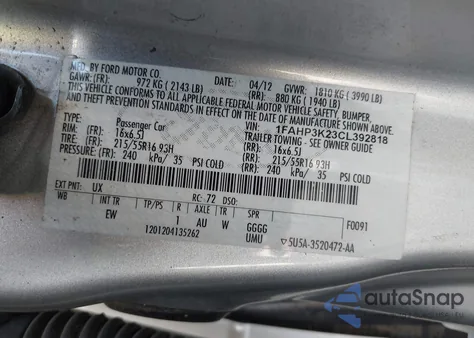 MFD. BY FORD MOTOR CO.
DATE: 04/12 GVWR: 1810 KG (3990 LB)
GAWR: (FR): 972 KG (2143 LB) (RR): 880 KG (1940 LB)
THIS VEHICLE CONFORMS TO ALL APPLICABLE FEDERAL MOTOR VEHICLE SAFETY, BUMPER,
AND THEFT PREVENTION STANDARDS IN EFFECT ON THE DATE OF MANUFACTURE SHOWN ABOVE.
VIN: 1FAHP3K23CL392818
TYPE: Passenger Car TRAILER TOWING - SEE OWNER GUIDE
RIM: 16x6.5J 16x6.5J
TIRE: (FR): 215/55R16 93H (RR): 215/55R16 93H
PRESSURE: (FR): 240 kPa/ 35 PSI COLD (RR): 240 kPa/ 35 PSI COLD
EXT PNT: UX RC: 72 DSO:
WB INT TR TP/PS R AXLE TR SPR F0091
EW 1 AU W GGGG
1201204135262 UMU ▽5U5A-3520472-AA
autoSnap
by Carfast